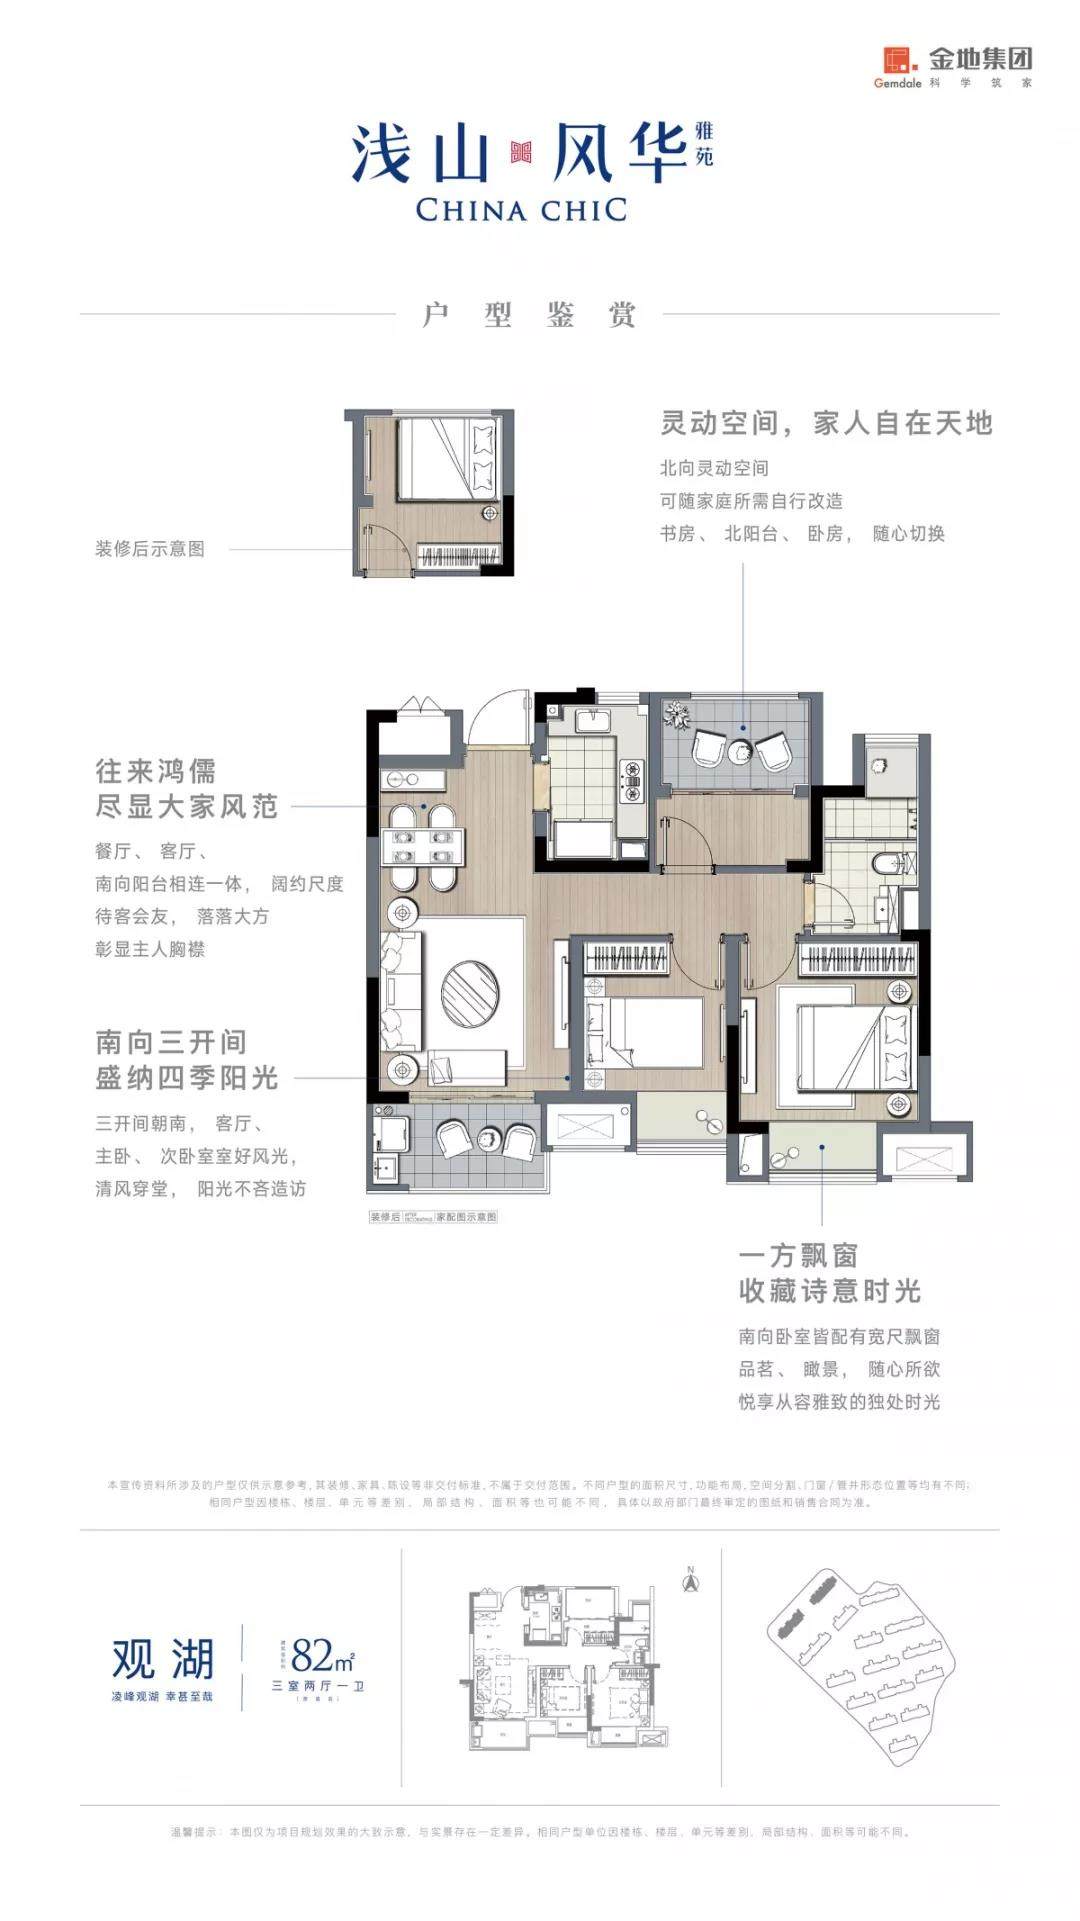 金地集团
Gemdale 科学筑家
浅山 风华 雅苑
CHINA CHIC
户型鉴赏
灵动空间，家人自在天地
北向灵动空间
可随家庭所需自行改造
书房、北阳台、卧房，随心切换
装修后示意图
往来鸿儒
尽显大家风范
餐厅、客厅、
南向阳台相连一体，阔约尺度
待客会友，落落大方
彰显主人胸襟
南向三开间
盛纳四季阳光
三开间朝南，客厅、
主卧、次卧室室好风光，
清风穿堂，阳光不吝造访
装修后 AFTER DECORATING 家配图示意图
一方飘窗
收藏诗意时光
南向卧室皆配有宽尺飘窗
品茗、瞰景，随心所欲
悦享从容雅致的独处时光
本宣传资料所涉及的户型仅供示意参考，其装修、家具、陈设等非交付标准，不属于交付范围。不同户型的面积尺寸，功能布局，空间分割、门窗/管井形态位置等均有不同；
相同户型因楼栋、楼层、单元等差别，局部结构、面积等也可能不同，具体以政府部门最终审定的图纸和销售合同为准。
观湖
凌峰观湖 幸甚至哉
建筑面积约 82㎡
三室两厅一卫
N
温馨提示：本图仅为项目规划效果的大致示意，与实景存在一定差异。相同户型单位因楼栋、楼层、单元等差别，局部结构、面积等可能不同。